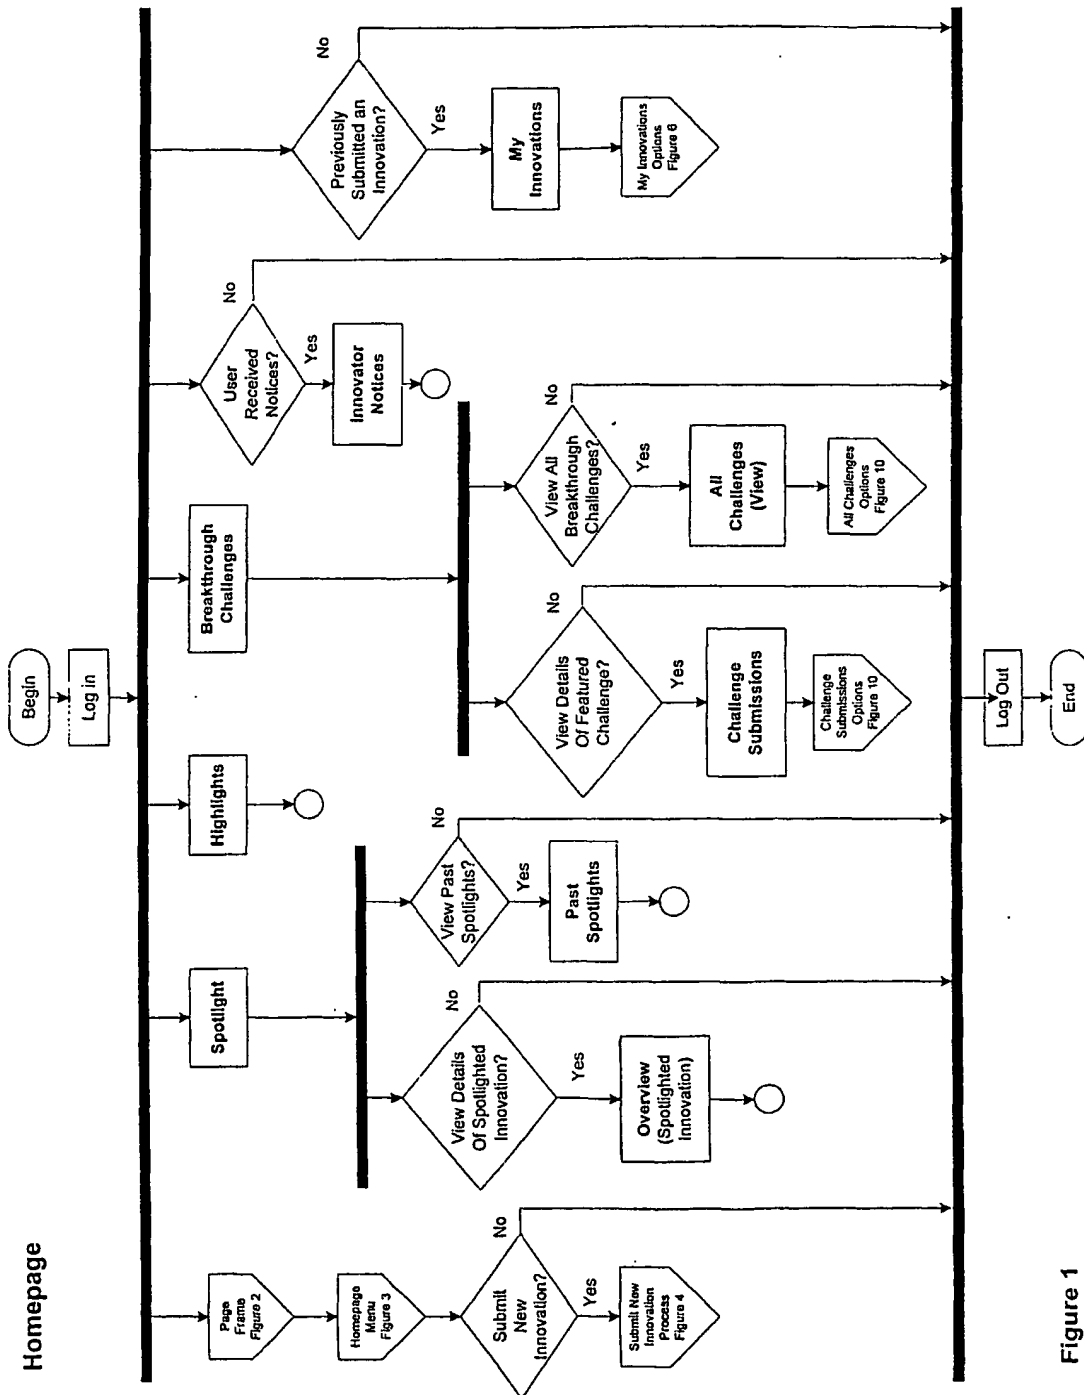 Homepage
Begin
Log in
Page
Frame
Figure 2
Homepage
Menu
Figure 3
Submit
New
Innovation?
No
Yes
Submit New
Innovation
Process
Figure 4
Spotlight
View Details
Of Spotlighted
Innovation?
No
Yes
Overview
(Spotlighted
Innovation)
View Past
Spotlights?
No
Yes
Past
Spotlights
Highlights
Breakthrough
Challenges
View Details
Of Featured
Challenge?
No
Yes
Challenge
Submissions
Challenge
Submissions
Options
Figure 10
View All
Breakthrough
Challenges?
No
Yes
All
Challenges
(View)
All Challenges
Options
Figure 10
User
Received
Notices?
No
Yes
Innovator
Notices
Previously
Submitted an
Innovation?
No
Yes
My
Innovations
My Innovations
Options
Figure 6
Log Out
End
Figure 1